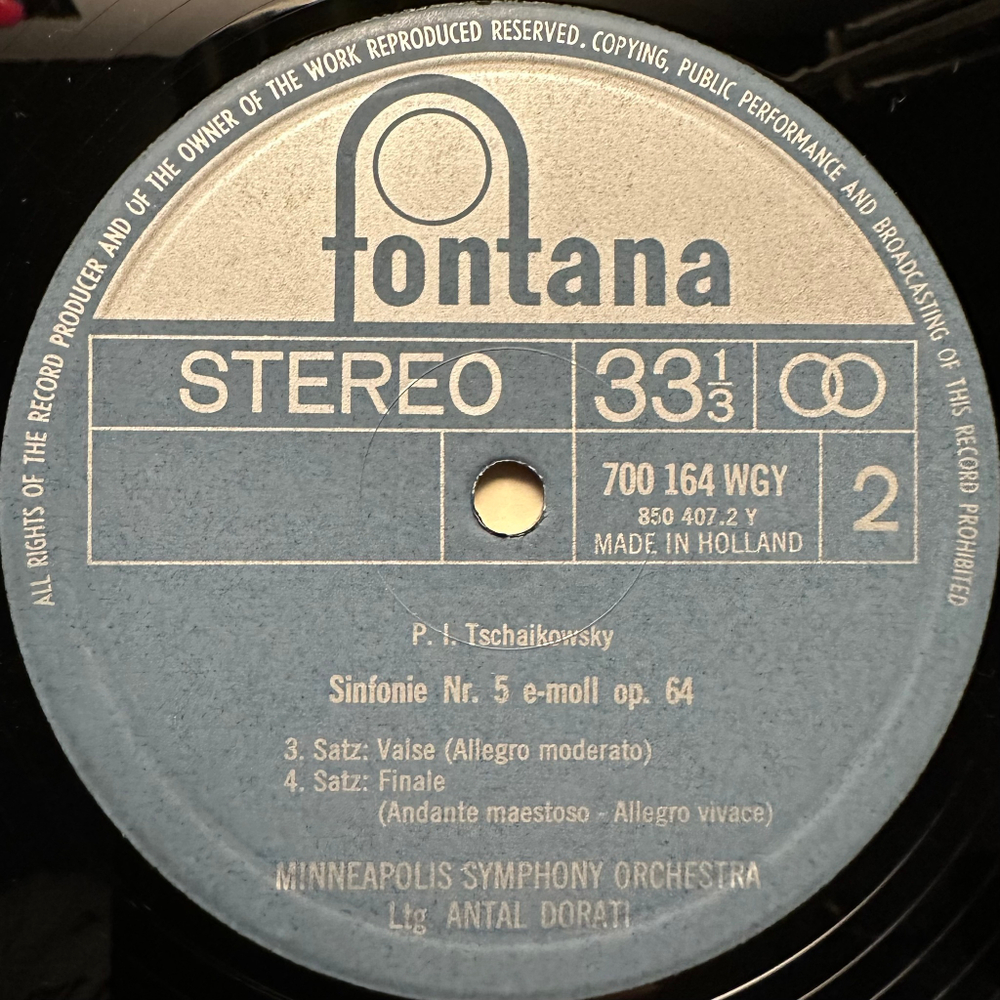 ALL RIGHTS OF THE RECORD PRODUCER AND OF THE OWNER OF THE WORK REPRODUCED RESERVED. COPYING, PUBLIC PERFORMANCE AND BROADCASTING OF THIS RECORD PROHIBITED
fontana
STEREO 33 1/3
700 164 WGY
850 407.2 Y
MADE IN HOLLAND
2
P. I. Tschaikowsky
Sinfonie Nr. 5 e-moll op. 64
3. Satz: Valse (Allegro moderato)
4. Satz: Finale
(Andante maestoso - Allegro vivace)
MINNEAPOLIS SYMPHONY ORCHESTRA
Ltg. ANTAL DORATI